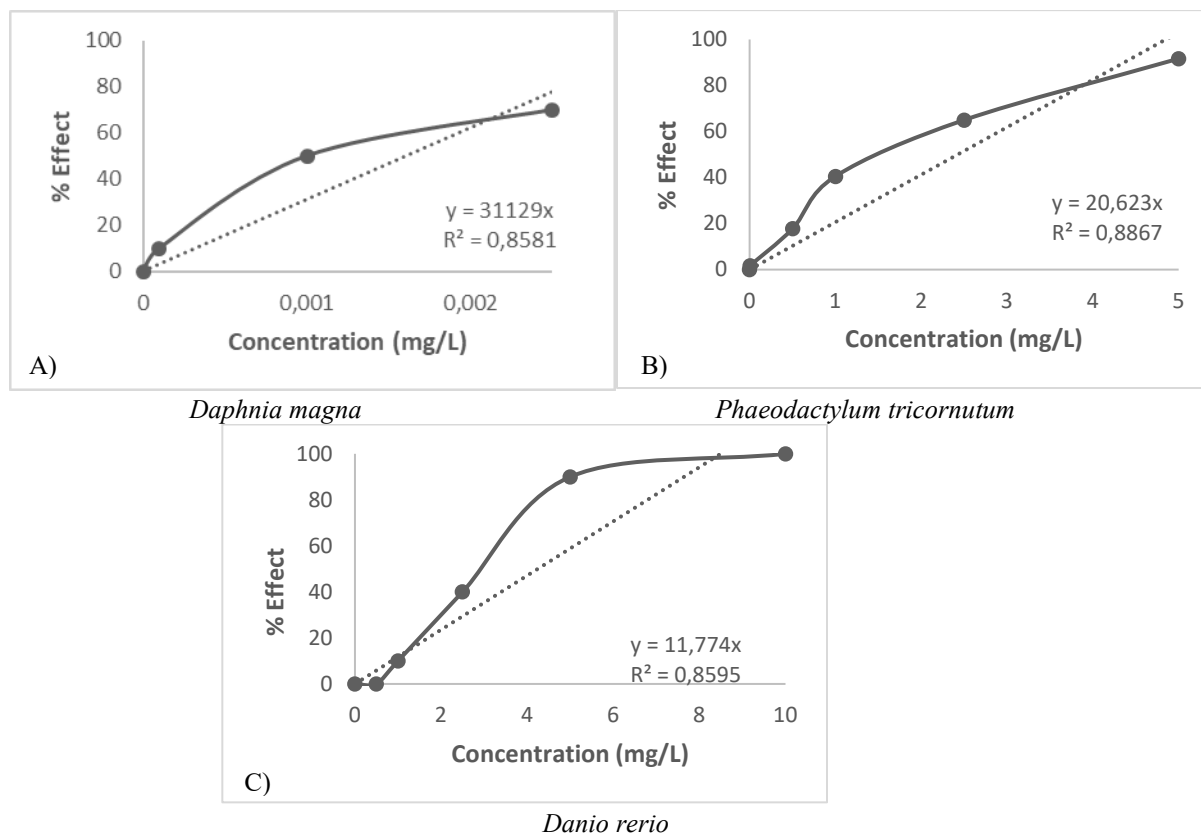 100
80
60
40
20
0
% Effect
y = 31129x
R² = 0,8581
0 0,001 0,002
Concentration (mg/L)
A)
Daphnia magna
100
80
60
40
20
0
% Effect
y = 20,623x
R² = 0,8867
0 1 2 3 4 5
Concentration (mg/L)
B)
Phaeodactylum tricornutum
100
80
60
40
20
0
% Effect
y = 11,774x
R² = 0,8595
0 2 4 6 8 10
Concentration (mg/L)
C)
Danio rerio